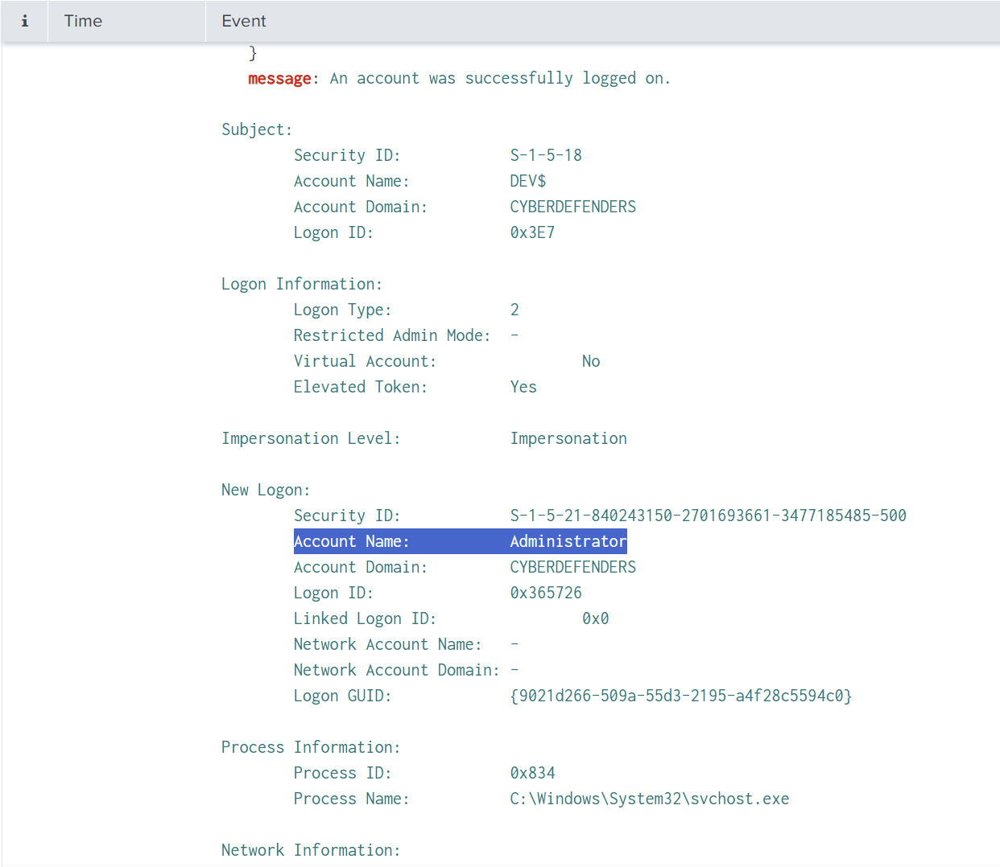 i Time Event
}
message: An account was successfully logged on.
Subject:
Security ID: S-1-5-18
Account Name: DEV$
Account Domain: CYBERDEFENDERS
Logon ID: 0x3E7
Logon Information:
Logon Type: 2
Restricted Admin Mode: -
Virtual Account: No
Elevated Token: Yes
Impersonation Level: Impersonation
New Logon:
Security ID: S-1-5-21-840243150-2701693661-3477185485-500
Account Name: Administrator
Account Domain: CYBERDEFENDERS
Logon ID: 0x365726
Linked Logon ID: 0x0
Network Account Name: -
Network Account Domain: -
Logon GUID: {9021d266-509a-55d3-2195-a4f28c5594c0}
Process Information:
Process ID: 0x834
Process Name: C:\Windows\System32\svchost.exe
Network Information: